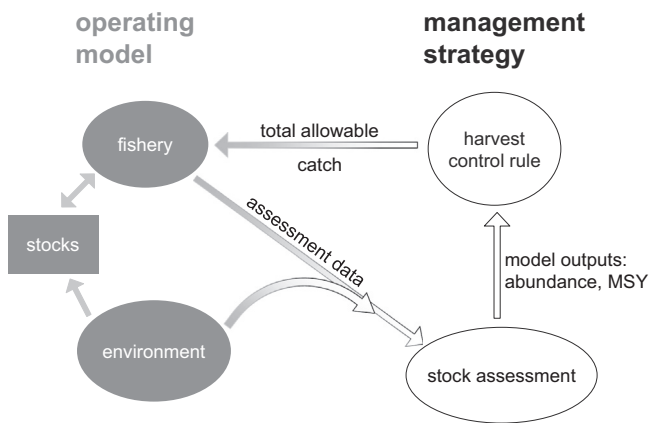 operating
model
management
strategy
fishery
total allowable
catch
harvest
control rule
stocks
assessment data
model outputs:
abundance, MSY
environment
stock assessment